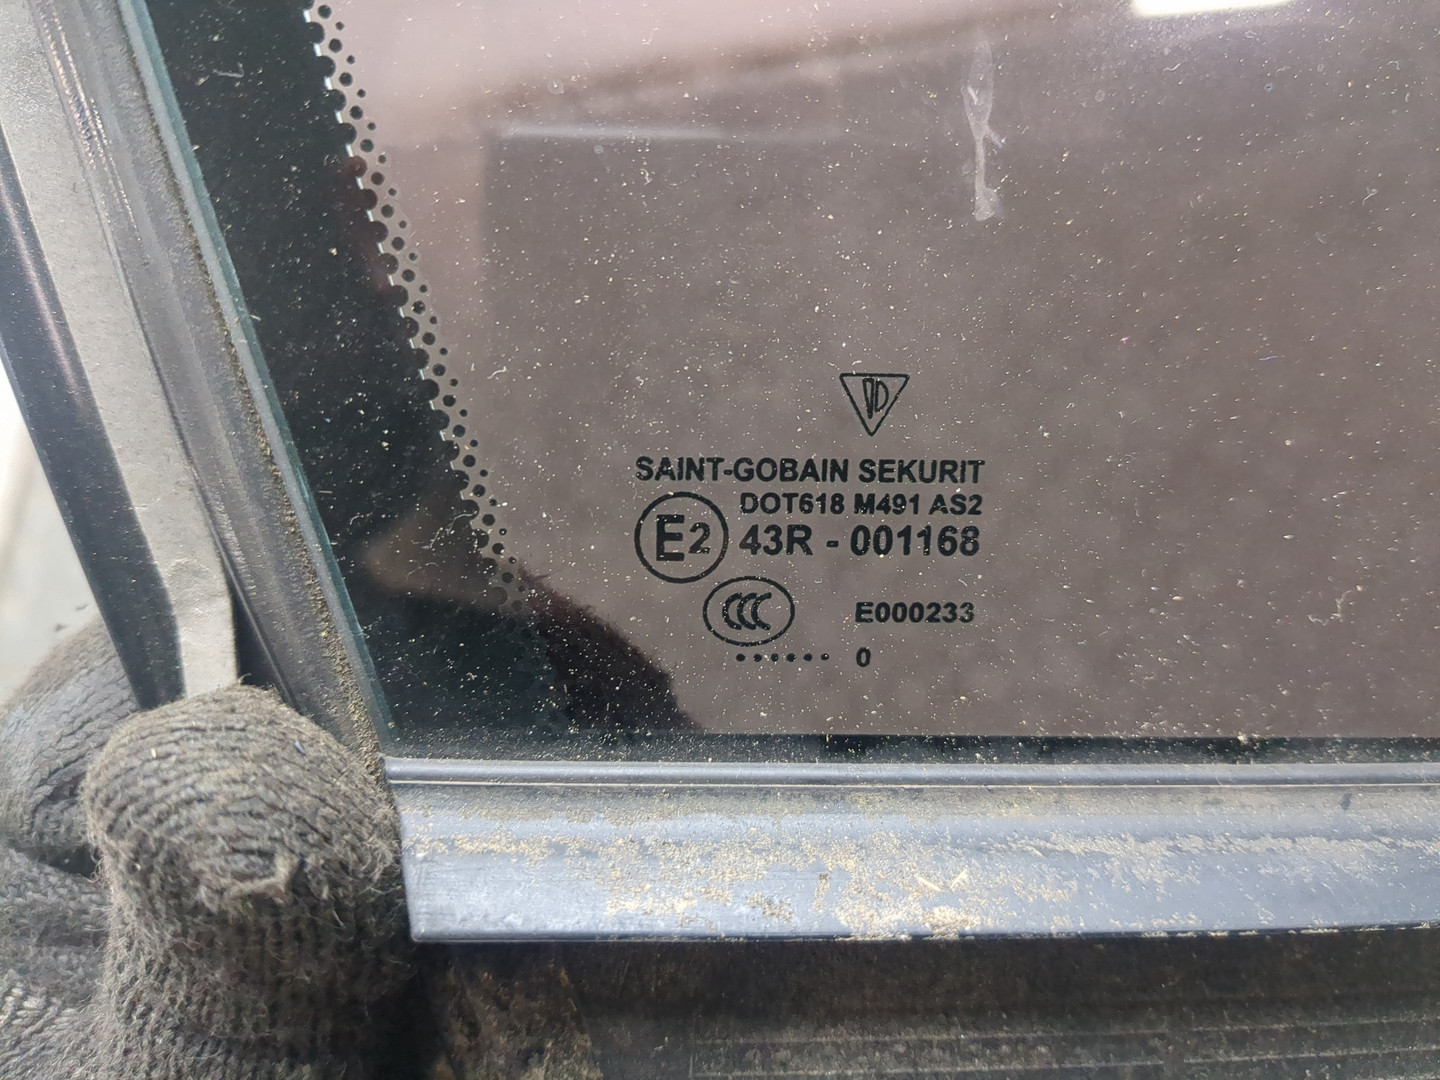 SAINT-GOBAIN SEKURIT
DOT618 M491 AS2
E2 43R - 001168
CCC E000233
...... 0